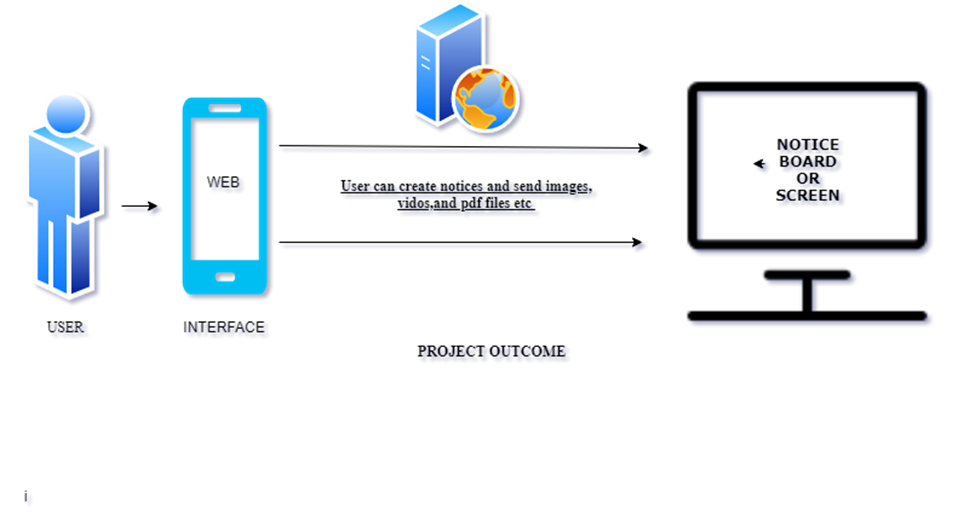 NOTICE
BOARD
OR
SCREEN
WEB
User can create notices and send images,
vidos,and pdf files etc
USER
INTERFACE
PROJECT OUTCOME
i